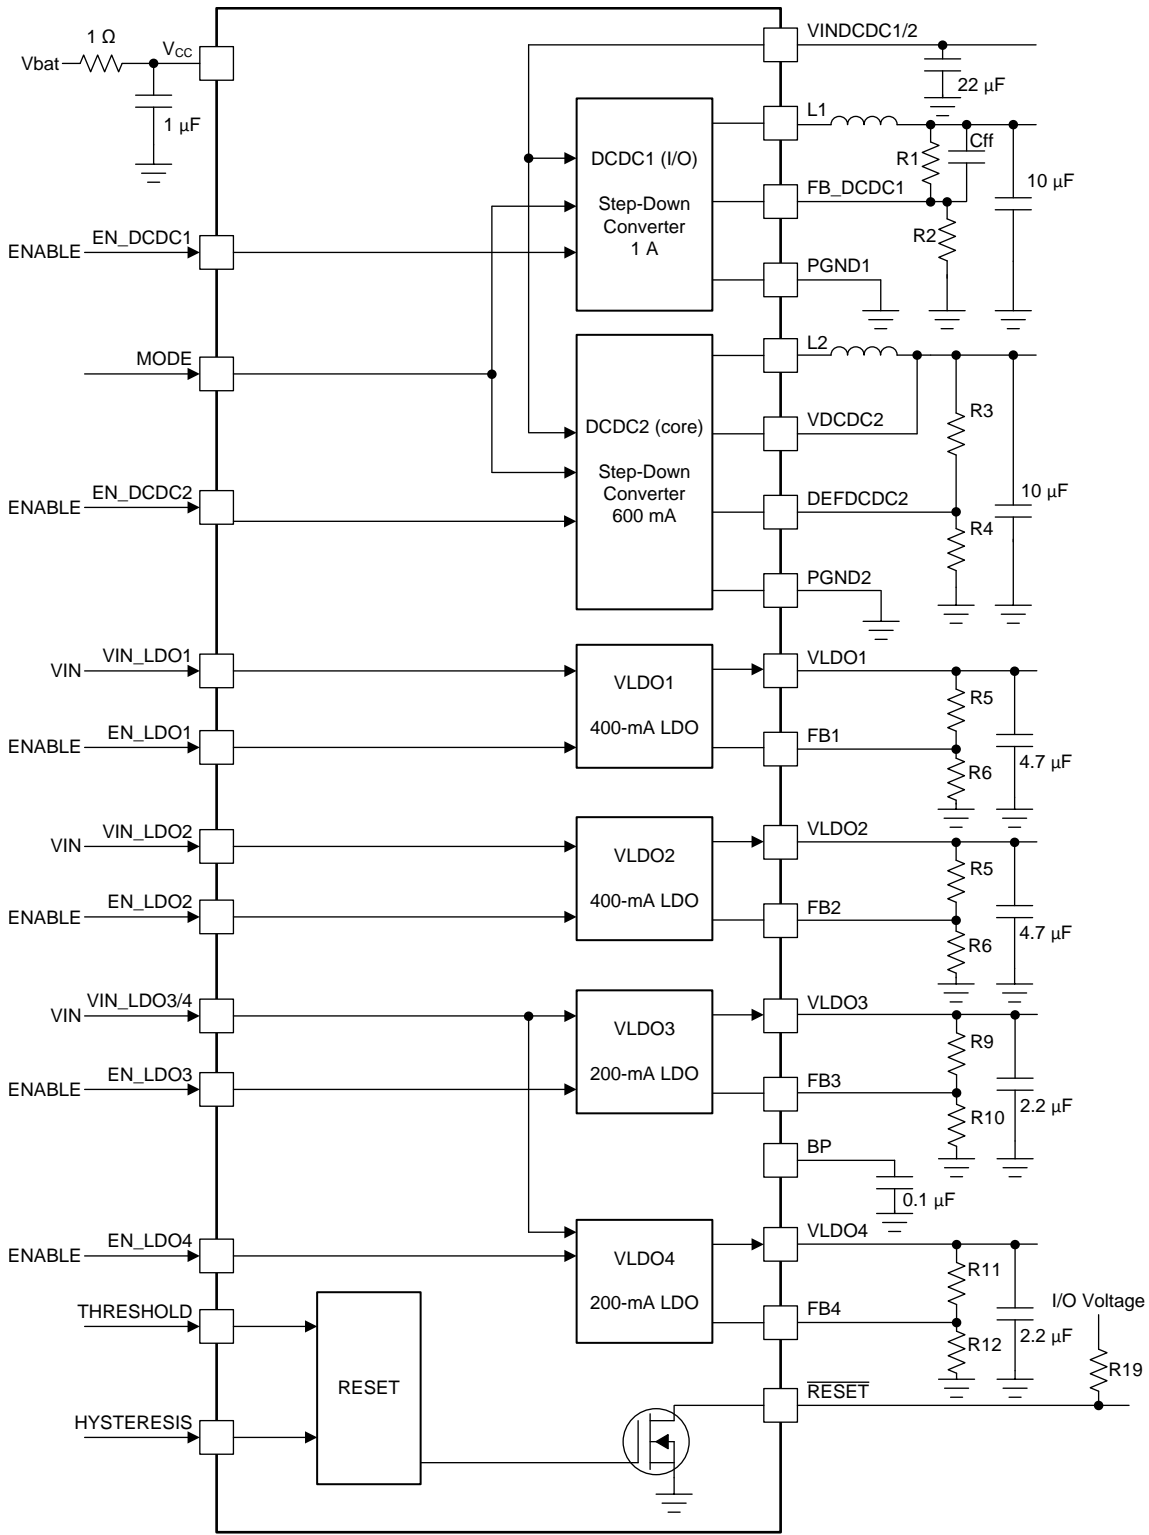 1 Ω
Vbat
VCC
1 µF
VINDCDC1/2
22 µF
L1
DCDC1 (I/O)
Step-Down
Converter
1 A
R1
Cff
10 µF
FB_DCDC1
R2
ENABLE
EN_DCDC1
PGND1
MODE
L2
DCDC2 (core)
Step-Down
Converter
600 mA
R3
VDCDC2
ENABLE
EN_DCDC2
DEFDCDC2
10 µF
R4
PGND2
VIN
VIN_LDO1
VLDO1
400-mA LDO
VLDO1
R5
ENABLE
EN_LDO1
FB1
R6
4.7 µF
VIN
VIN_LDO2
VLDO2
400-mA LDO
VLDO2
R5
ENABLE
EN_LDO2
FB2
R6
4.7 µF
VIN
VIN_LDO3/4
VLDO3
200-mA LDO
VLDO3
R9
ENABLE
EN_LDO3
FB3
R10
2.2 µF
BP
0.1 µF
ENABLE
EN_LDO4
VLDO4
200-mA LDO
VLDO4
R11
THRESHOLD
FB4
R12
2.2 µF
I/O Voltage
R19
RESET
HYSTERESIS
RESET